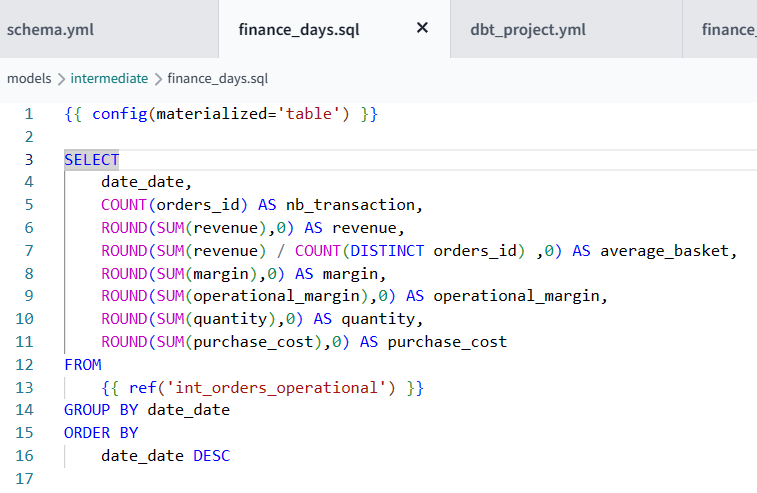 schema.yml finance_days.sql × dbt_project.yml finance_
models > intermediate > finance_days.sql
1 {{ config(materialized='table') }}
2
3 SELECT
4     date_date,
5     COUNT(orders_id) AS nb_transaction,
6     ROUND(SUM(revenue),0) AS revenue,
7     ROUND(SUM(revenue) / COUNT(DISTINCT orders_id) ,0) AS average_basket,
8     ROUND(SUM(margin),0) AS margin,
9     ROUND(SUM(operational_margin),0) AS operational_margin,
10     ROUND(SUM(quantity),0) AS quantity,
11     ROUND(SUM(purchase_cost),0) AS purchase_cost
12 FROM
13     {{ ref('int_orders_operational') }}
14 GROUP BY date_date
15 ORDER BY
16     date_date DESC
17